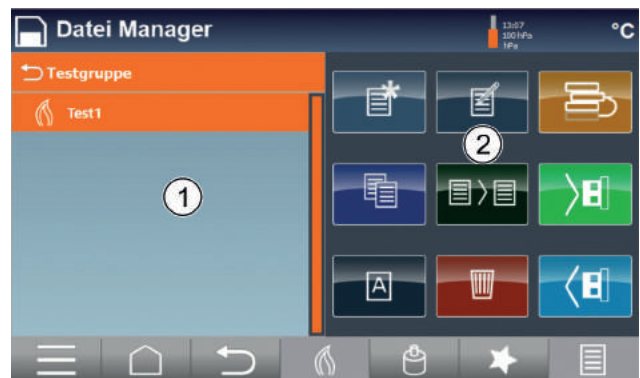 Datei Manager
13:07
100 hPa
hPa
°C
Testgruppe
Test1
1
2
A